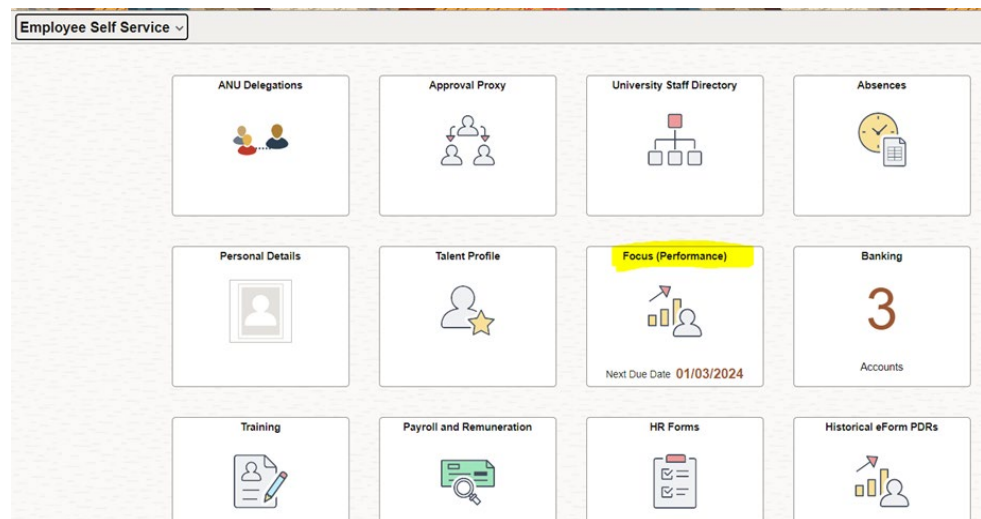 Employee Self Service
ANU Delegations
Approval Proxy
University Staff Directory
Absences
Personal Details
Talent Profile
Focus (Performance)
Banking
3
Next Due Date 01/03/2024
Accounts
Training
Payroll and Remuneration
HR Forms
Historical eForm PDRs